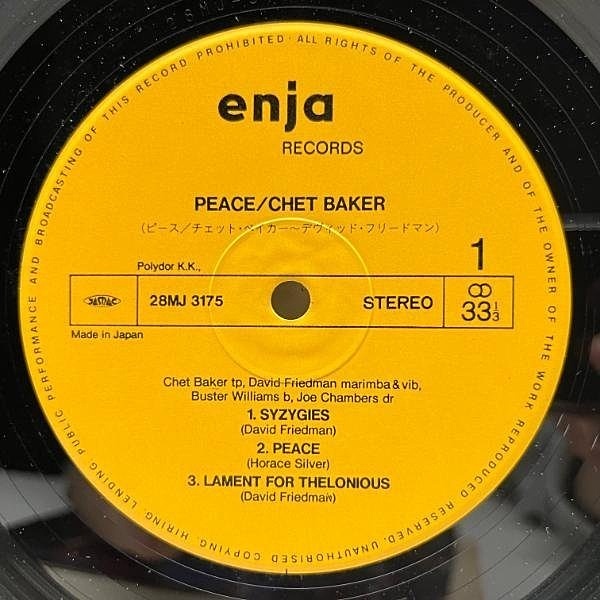 ALL RIGHTS OF THE PRODUCER AND OF THE OWNER OF THE WORK REPRODUCED RESERVED. UNAUTHORISED COPYING, HIRING, LENDING PUBLIC PERFORMANCE AND BROADCASTING OF THIS RECORD PROHIBITED ·
enja
RECORDS
PEACE/CHET BAKER
(ピース/チェット・ベイカー〜デヴィッド・フリードマン)
1
Polydor K.K.,
JASRAC
28MJ 3175
STEREO
33 1/3
Made in Japan
Chet Baker tp, David Friedman marimba & vib,
Buster Williams b, Joe Chambers dr
1. SYZYGIES
(David Friedman)
2. PEACE
(Horace Silver)
3. LAMENT FOR THELONIOUS
(David Friedman)